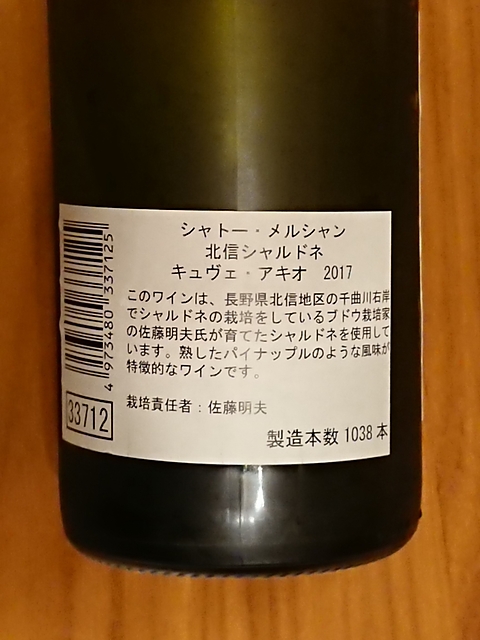 シャトー・メルシャン
北信シャルドネ
キュヴェ・アキオ 2017
このワインは、長野県北信地区の千曲川右岸
でシャルドネの栽培をしているブドウ栽培家
の佐藤明夫氏が育てたシャルドネを使用して
います。熟したパイナップルのような風味が
特徴的なワインです。
栽培責任者：佐藤明夫
製造本数 1038 本
4 973480 337125
33712